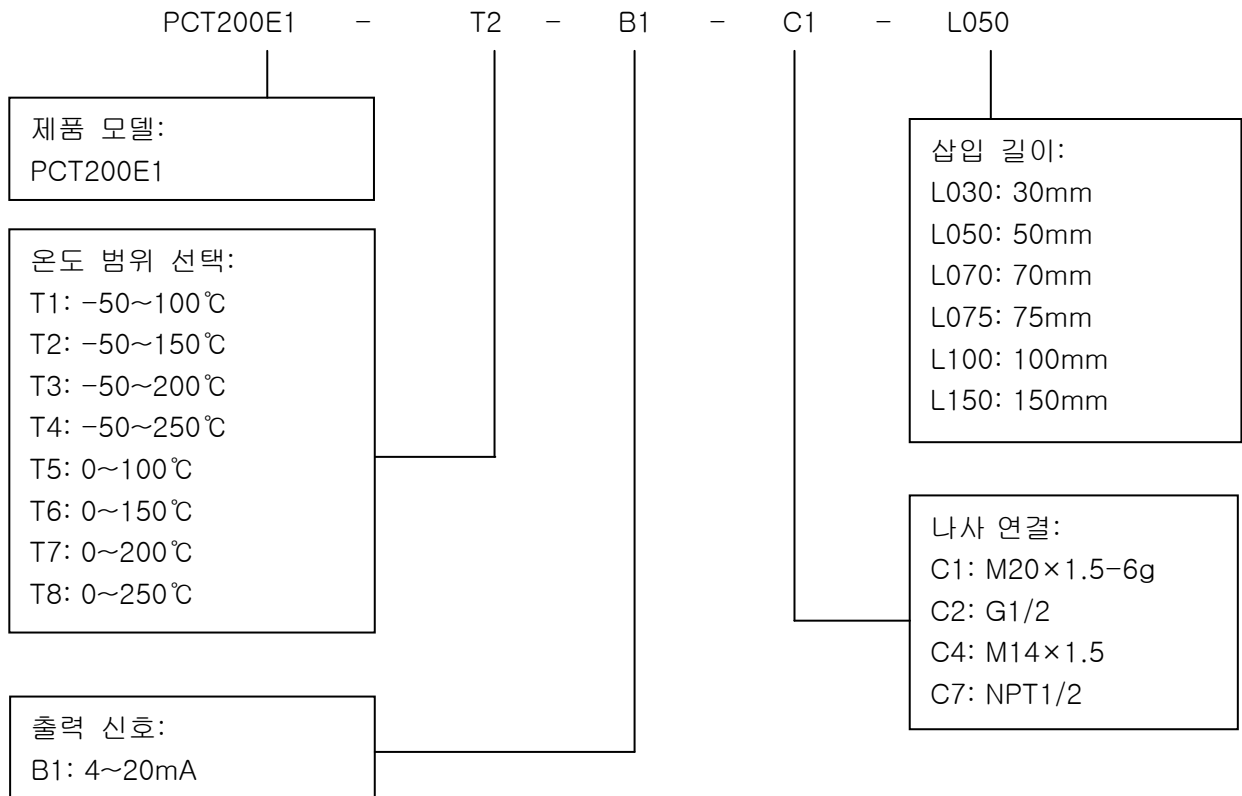 PCT200E1 - T2 - B1 - C1 - L050
제품 모델:
PCT200E1
온도 범위 선택:
T1: -50~100℃
T2: -50~150℃
T3: -50~200℃
T4: -50~250℃
T5: 0~100℃
T6: 0~150℃
T7: 0~200℃
T8: 0~250℃
출력 신호:
B1: 4~20mA
삽입 길이:
L030: 30mm
L050: 50mm
L070: 70mm
L075: 75mm
L100: 100mm
L150: 150mm
나사 연결:
C1: M20×1.5-6g
C2: G1/2
C4: M14×1.5
C7: NPT1/2